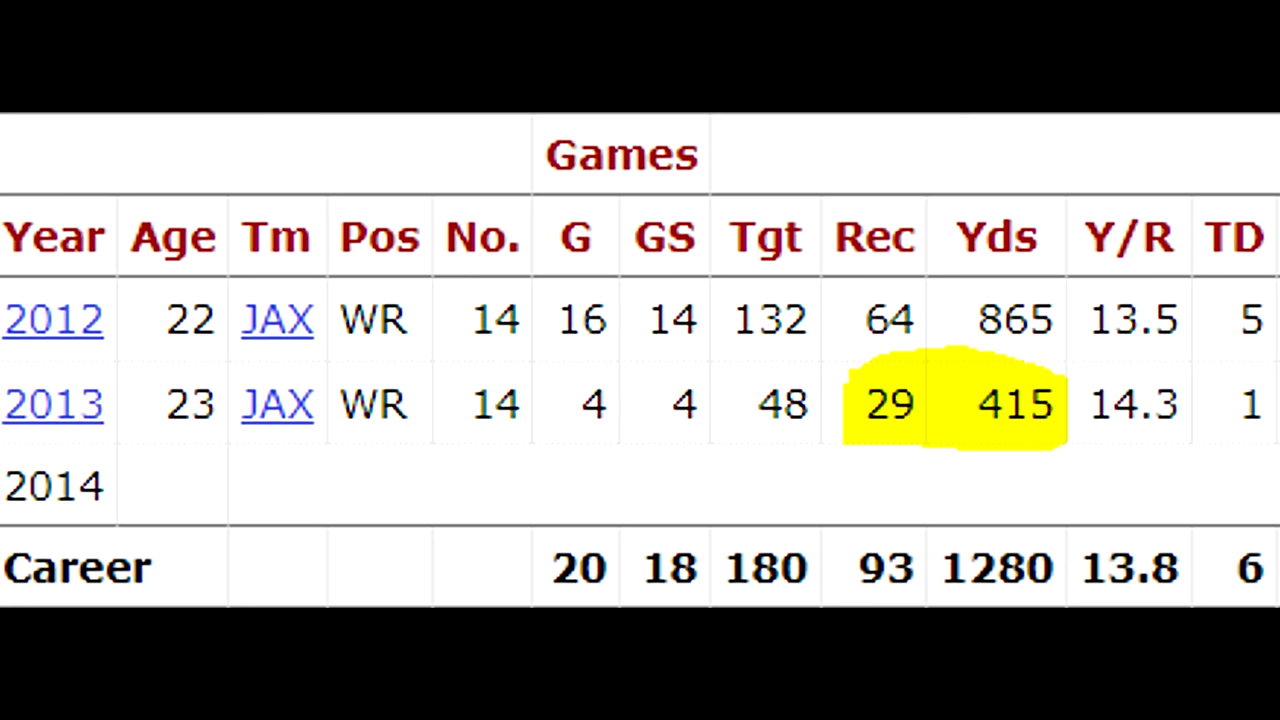 Games
Year Age Tm Pos No. G GS Tgt Rec Yds Y/R TD
2012 22 JAX WR 14 16 14 132 64 865 13.5 5
2013 23 JAX WR 14 4 4 48 29 415 14.3 1
2014
Career 20 18 180 93 1280 13.8 6